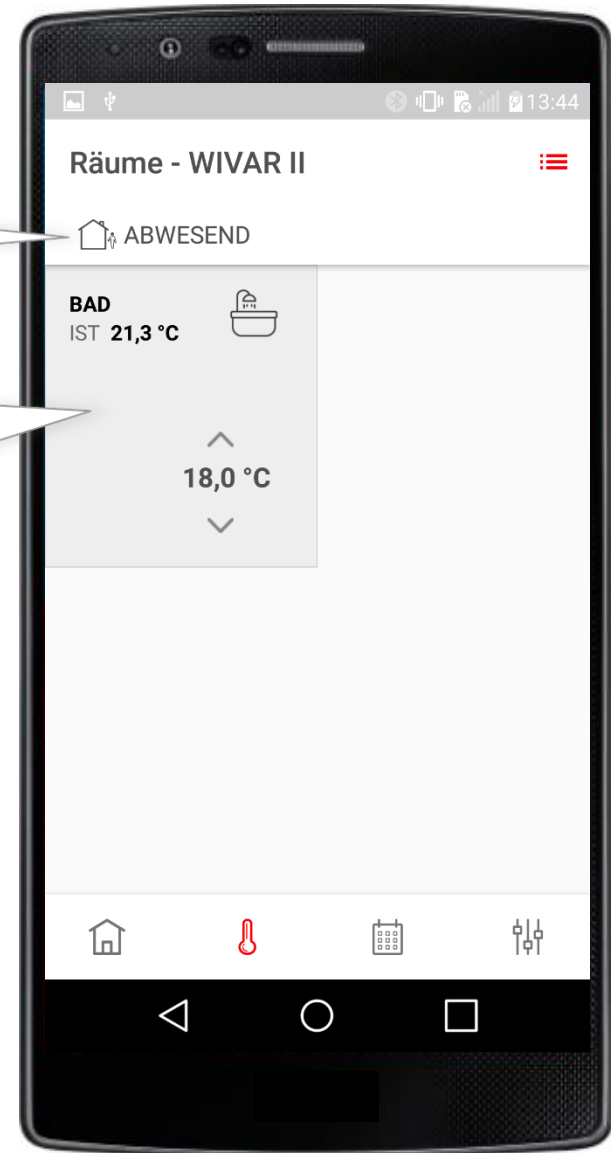 13:44
Räume - WIVAR II
ABWESEND
BAD
IST 21,3 °C
18,0 °C